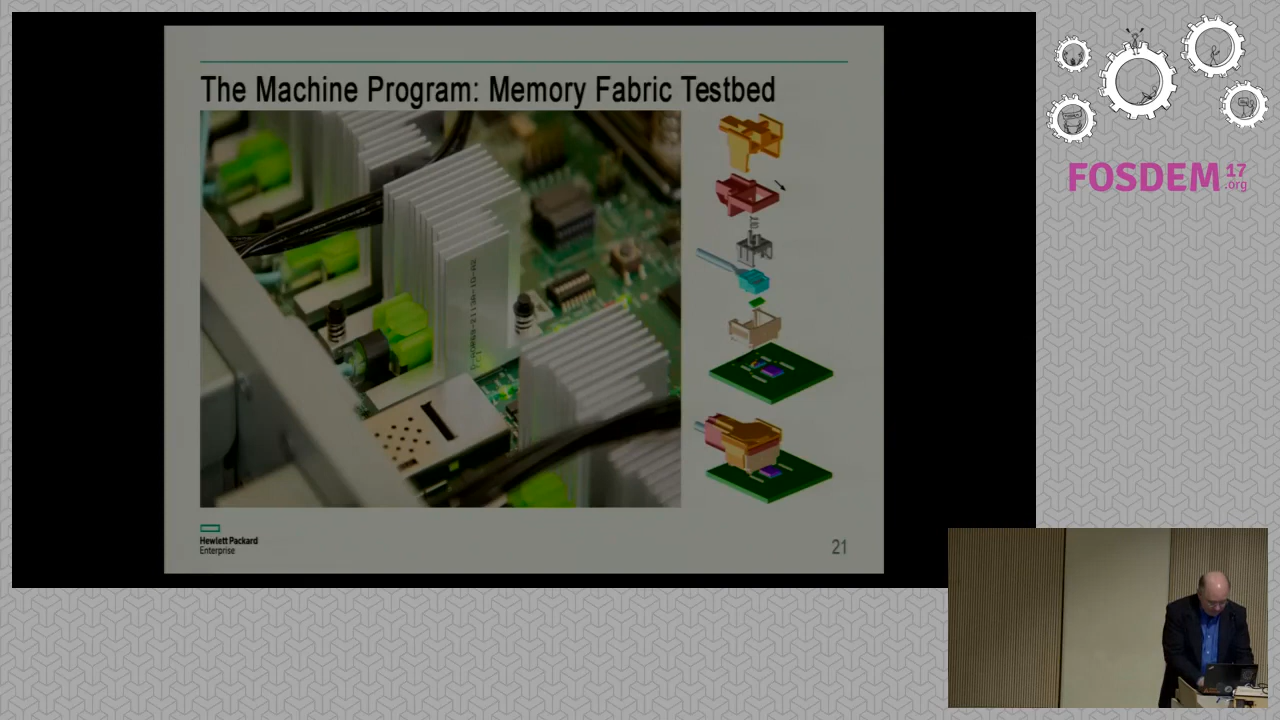 The Machine Program: Memory Fabric Testbed
Hewlett Packard
Enterprise
21
FOSDEM 17
.org